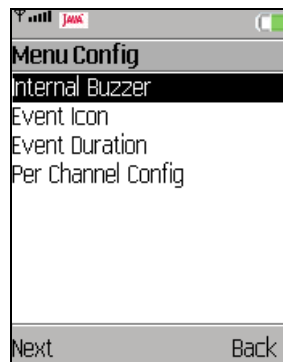 Java
Menu Config
Internal Buzzer
Event Icon
Event Duration
Per Channel Config
Next Back